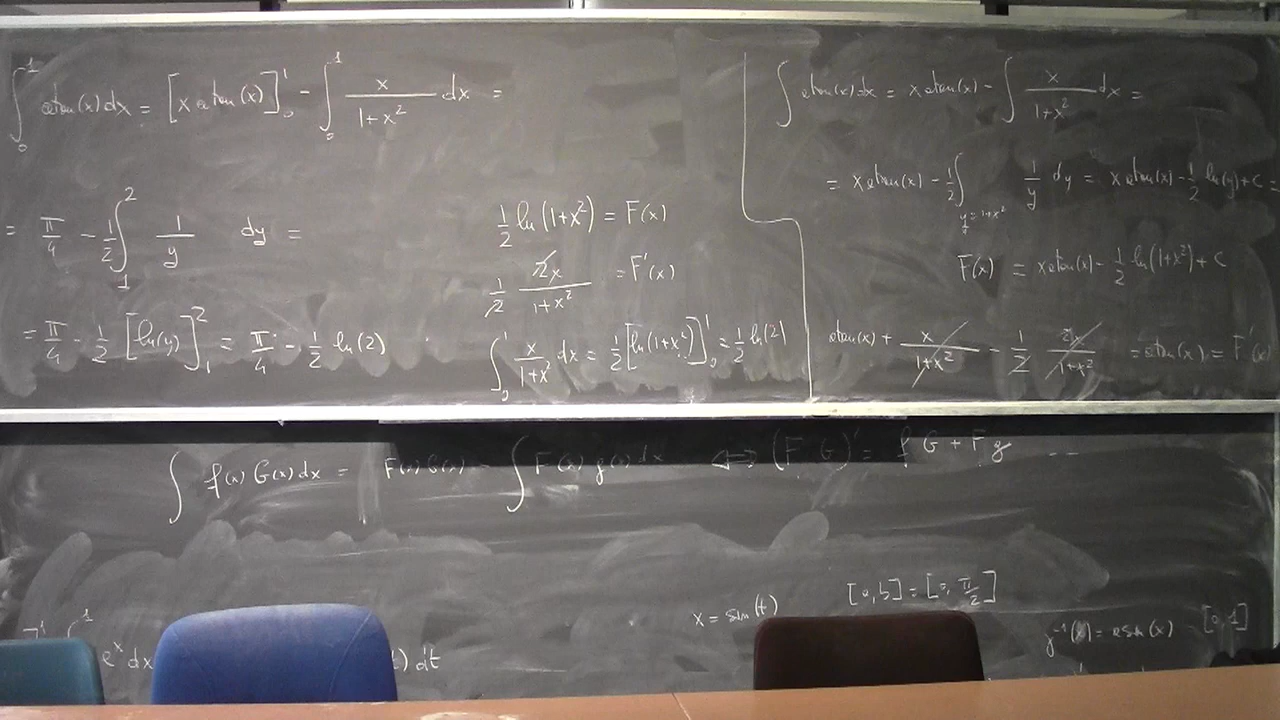 ∫₀¹ atan(x) dx = [x atan(x)]₀¹ - ∫₀¹ x/(1+x²) dx =
= π/4 - 1/2 ∫₁² 1/y dy =
= π/4 - 1/2 [ln(y)]₁² = π/4 - 1/2 ln(2)
1/2 ln(1+x²) = F(x)
1/2 2x/(1+x²) = F'(x)
∫₀¹ x/(1+x²) dx = 1/2 [ln(1+x²)]₀¹ = 1/2 ln(2)
∫ atan(x) dx = x atan(x) - ∫ x/(1+x²) dx =
= x atan(x) - 1/2 ∫_{y=1+x²} 1/y dy = x atan(x) - 1/2 ln(y) + c =
F(x) = x atan(x) - 1/2 ln(1+x²) + c
atan(x) + x/(1+x²) - 1/2 2x/(1+x²) = atan(x) = F'(x)
∫ f(x) G(x) dx = F(x) G(x) - ∫ F(x) g(x) dx ⟺ (F G)' = f G + F g
e^x dx
) dt
x = sin(t)
[a,b] = [0, π/2]
(x) = asin(x) [0,1]